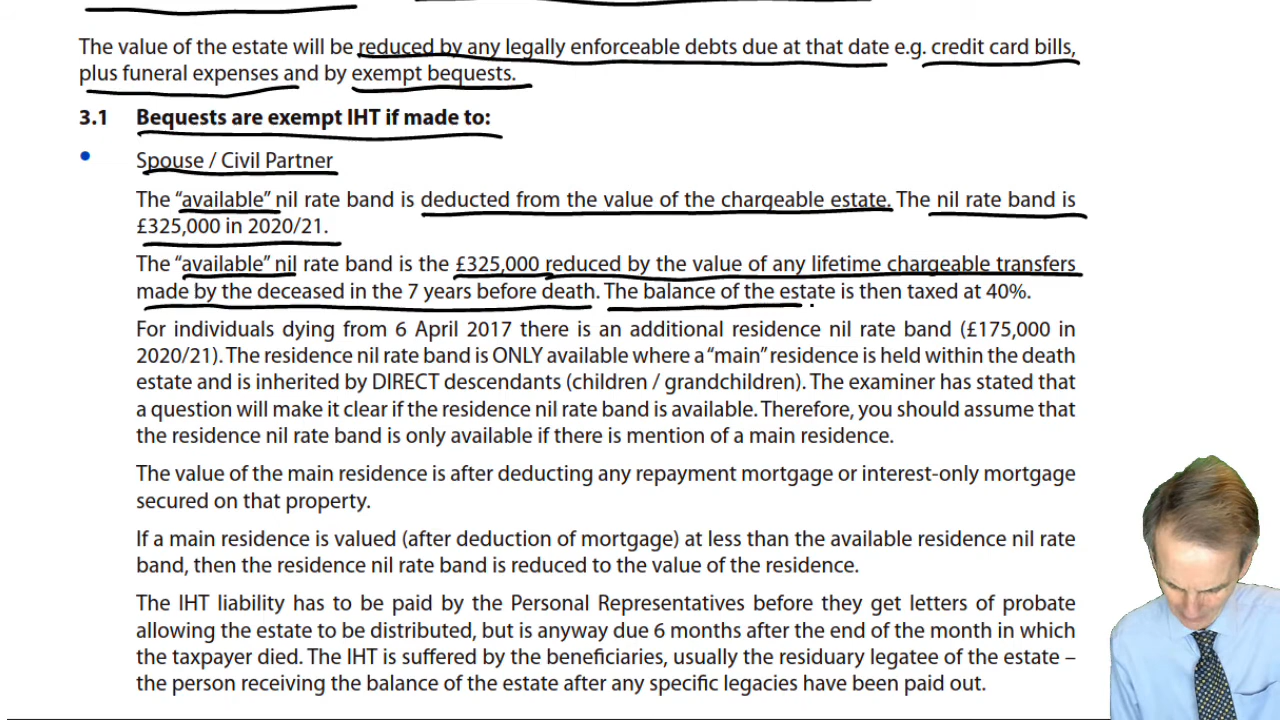 The value of the estate will be reduced by any legally enforceable debts due at that date e.g. credit card bills,
plus funeral expenses and by exempt bequests.
3.1 Bequests are exempt IHT if made to:
• Spouse / Civil Partner
The “available” nil rate band is deducted from the value of the chargeable estate. The nil rate band is
£325,000 in 2020/21.
The “available” nil rate band is the £325,000 reduced by the value of any lifetime chargeable transfers
made by the deceased in the 7 years before death. The balance of the estate is then taxed at 40%.
For individuals dying from 6 April 2017 there is an additional residence nil rate band (£175,000 in
2020/21). The residence nil rate band is ONLY available where a “main” residence is held within the death
estate and is inherited by DIRECT descendants (children / grandchildren). The examiner has stated that
a question will make it clear if the residence nil rate band is available. Therefore, you should assume that
the residence nil rate band is only available if there is mention of a main residence.
The value of the main residence is after deducting any repayment mortgage or interest-only mortgage
secured on that property.
If a main residence is valued (after deduction of mortgage) at less than the available residence nil rate
band, then the residence nil rate band is reduced to the value of the residence.
The IHT liability has to be paid by the Personal Representatives before they get letters of probate
allowing the estate to be distributed, but is anyway due 6 months after the end of the month in which
the taxpayer died. The IHT is suffered by the beneficiaries, usually the residuary legatee of the estate –
the person receiving the balance of the estate after any specific legacies have been paid out.